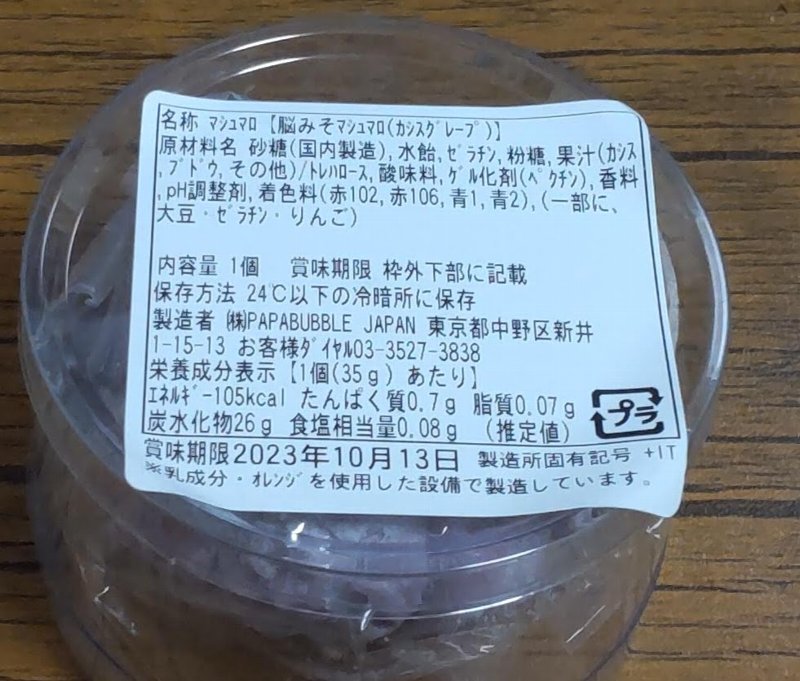 名称 ﾏｼｭﾏﾛ【脳みそﾏｼｭﾏﾛ(ｶｼｽｸﾞﾚｰﾌﾟ)】
原材料名 砂糖(国内製造),水飴,ｾﾞﾗﾁﾝ,粉糖,果汁(ｶｼｽ
,ﾌﾞﾄﾞｳ,その他)/ﾄﾚﾊﾛｰｽ,酸味料,ｹﾞﾙ化剤(ﾍﾟｸﾁﾝ),香料
,pH調整剤,着色料(赤102,赤106,青1,青2),(一部に、
大豆・ｾﾞﾗﾁﾝ・りんご)
内容量 1個 賞味期限 枠外下部に記載
保存方法 24℃以下の冷暗所に保存
製造者 ㈱PAPABUBBLE JAPAN 東京都中野区新井
1-15-13 お客様ﾀﾞｲﾔﾙ03-3527-3838
栄養成分表示【1個(35g)あたり】
ｴﾈﾙｷﾞｰ105kcal たんぱく質0.7g 脂質0.07g
炭水化物26g 食塩相当量0.08g (推定値)
プラ
賞味期限2023年10月13日 製造所固有記号 +IT
※乳成分・ｵﾚﾝｼﾞを使用した設備で製造しています。